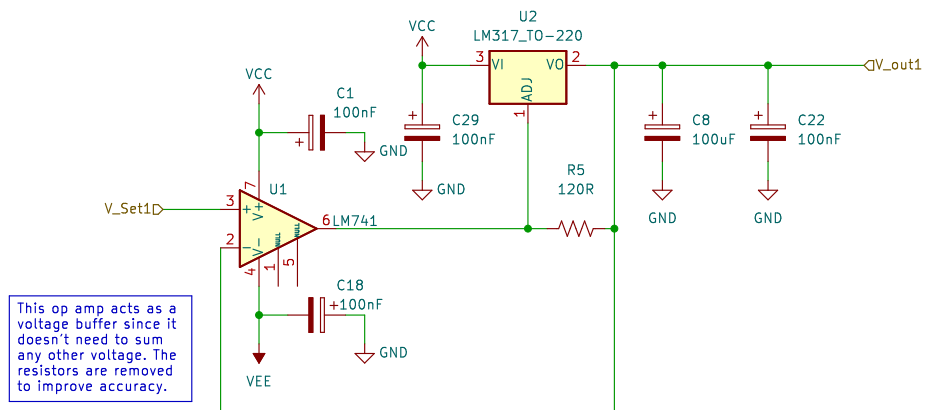 U2
LM317_TO-220
VCC
3
VI
VO
2
ADJ
1
V_out1
VCC
C1
100nF
+
GND
+
C29
100nF
GND
+
C8
100uF
GND
+
C22
100nF
GND
R5
120R
V_Set1
3
+
7
V+
U1
6
LM741
2
-
V-
4
NULL
1
NULL
5
C18
+
100nF
GND
VEE
This op amp acts as a
voltage buffer since it
doesn't need to sum
any other voltage. The
resistors are removed
to improve accuracy.